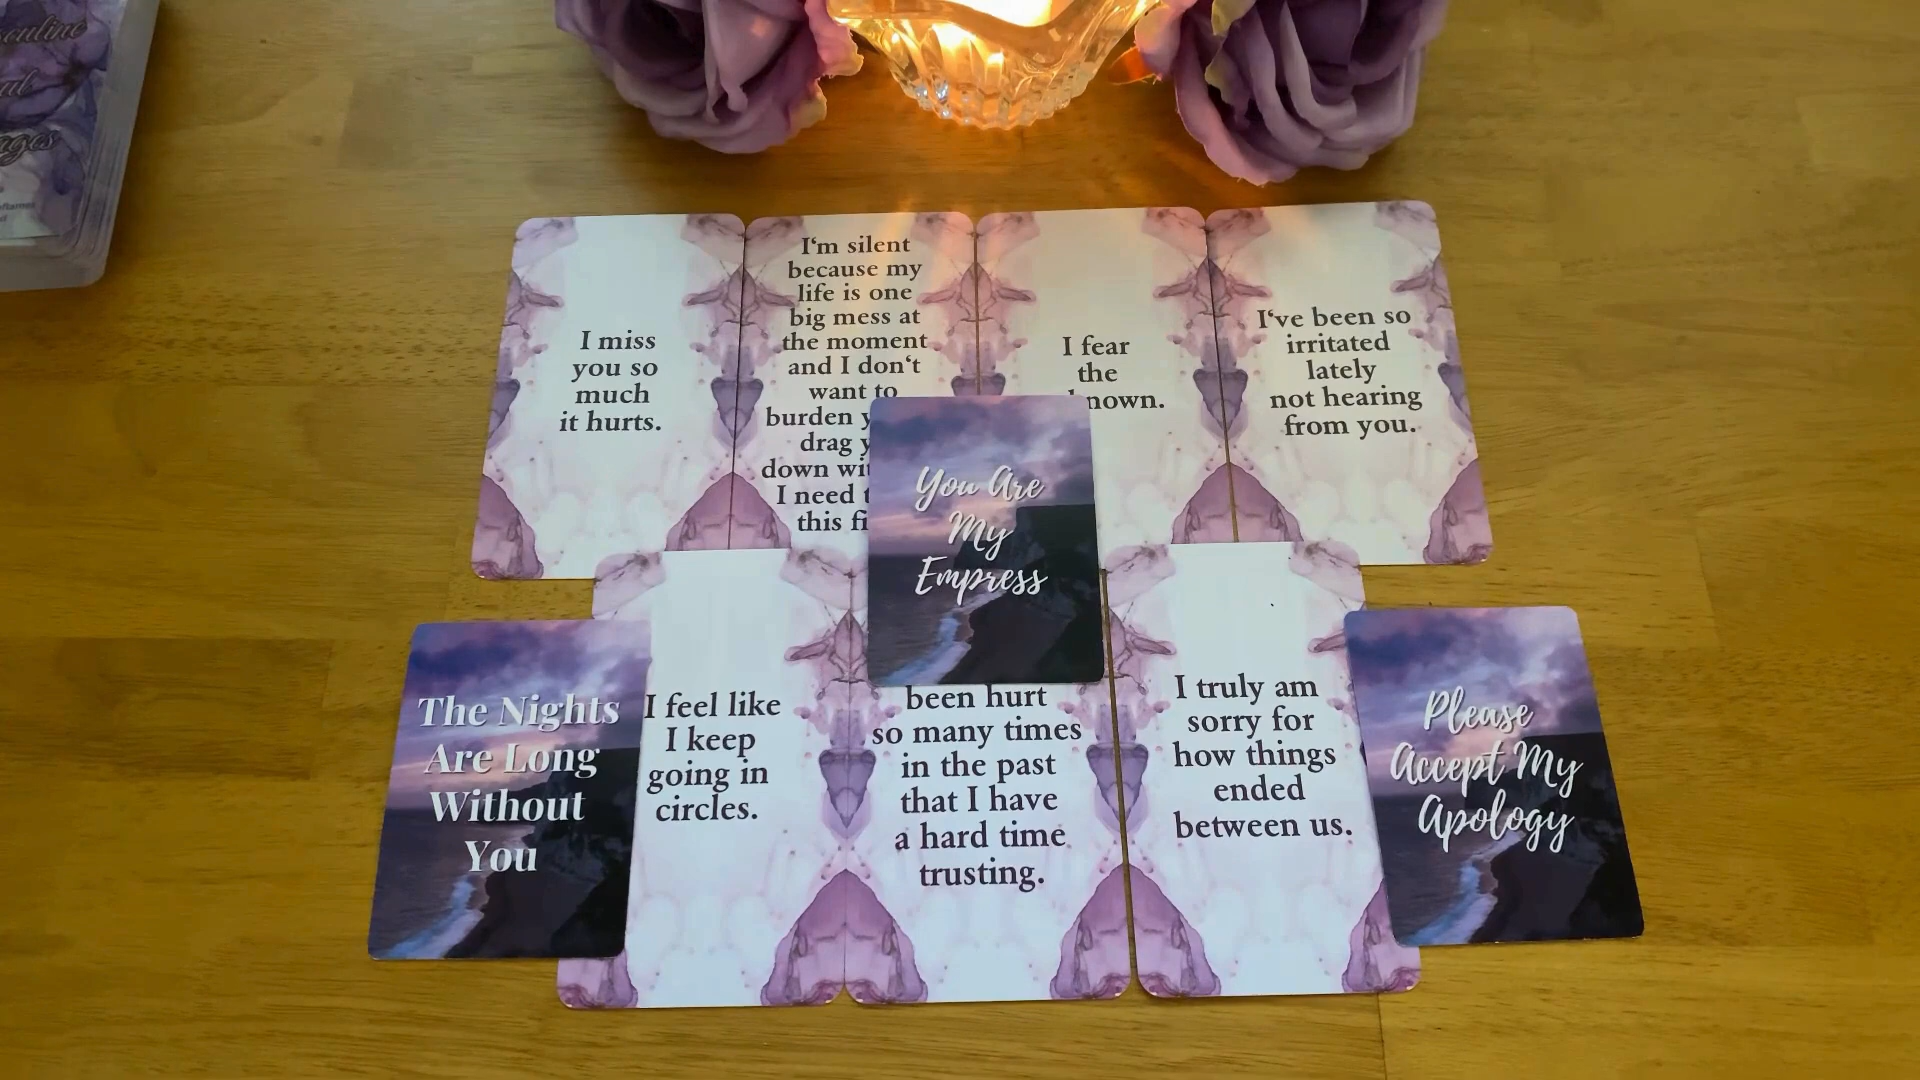 I miss
you so
much
it hurts.
I'm silent
because my
life is one
big mess at
the moment
and I don't
want to
burden
drag
down
I need
this
I fear
the
I've been so
irritated
lately
not hearing
from you.
You Are
My
Empress
The Nights
Are Long
Without
You
I feel like
I keep
going in
circles.
been hurt
so many times
in the past
that I have
a hard time
trusting.
I truly am
sorry for
how things
ended
between us.
Please
Accept My
Apology